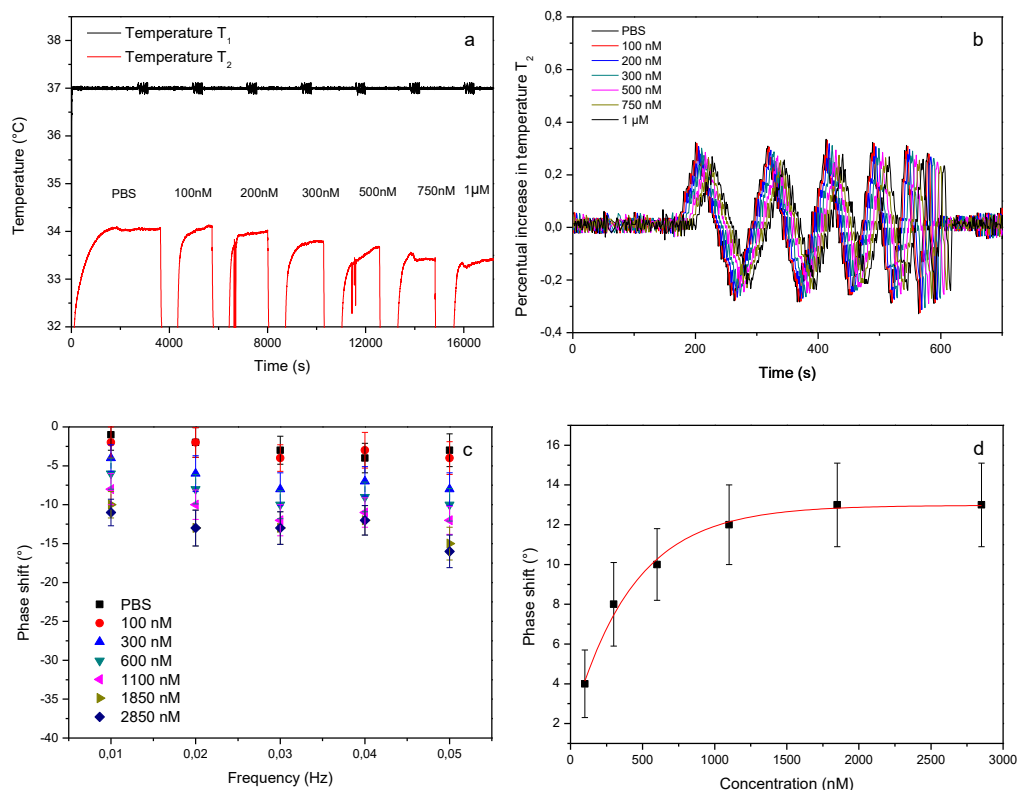 a
Temperature T1
Temperature T2
Temperature (°C)
37
36
35
34
33
32
PBS 100nM 200nM 300nM 500nM 750nM 1µM
0 4000 8000 12000 16000
Time (s)
b
PBS
100 nM
200 nM
300 nM
500 nM
750 nM
1 µM
Percentual increase in temperature T2
0,8
0,6
0,4
0,2
0,0
-0,2
-0,4
0 200 400 600
Time (s)
c
Phase shift (°)
0
-5
-10
-15
-20
-25
-30
-35
-40
PBS
100 nM
300 nM
600 nM
1100 nM
1850 nM
2850 nM
0,01 0,02 0,03 0,04 0,05
Frequency (Hz)
d
Phase shift (°)
16
14
12
10
8
6
4
2
0 500 1000 1500 2000 2500 3000
Concentration (nM)